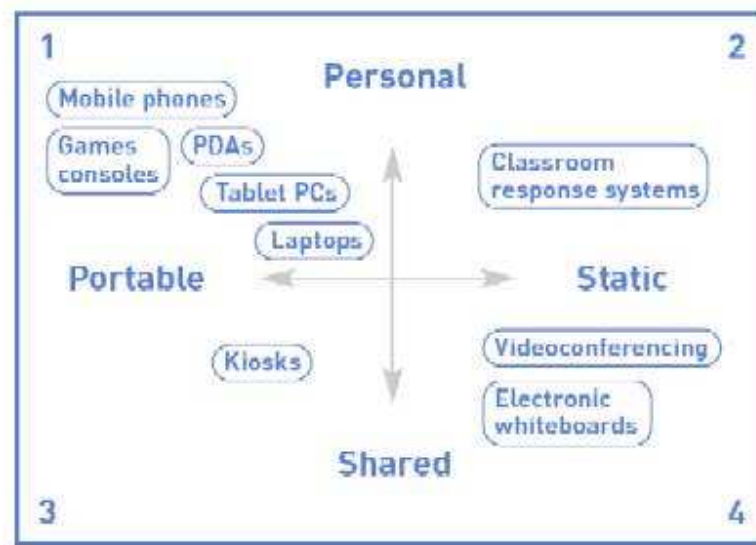 1
2
Personal
Mobile phones
Games
consoles
PDAs
Tablet PCs
Laptops
Classroom
response systems
Portable
Static
Kiosks
Videoconferencing
Electronic
whiteboards
Shared
3
4